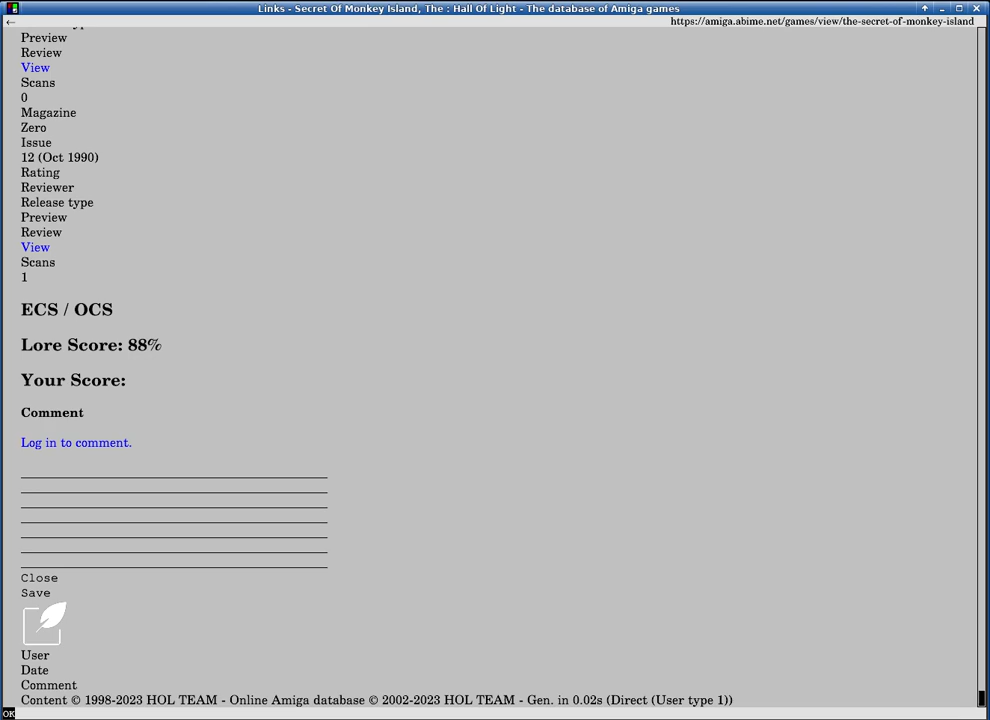 Links - Secret Of Monkey Island, The : Hall Of Light - The database of Amiga games
https://amiga.abime.net/games/view/the-secret-of-monkey-island
Preview
Review
View
Scans
0
Magazine
Zero
Issue
12 (Oct 1990)
Rating
Reviewer
Release type
Preview
Review
View
Scans
1
ECS / OCS
Lore Score: 88%
Your Score:
Comment
Log in to comment.
Close
Save
User
Date
Comment
Content © 1998-2023 HOL TEAM - Online Amiga database © 2002-2023 HOL TEAM - Gen. in 0.02s (Direct (User type 1))
OK